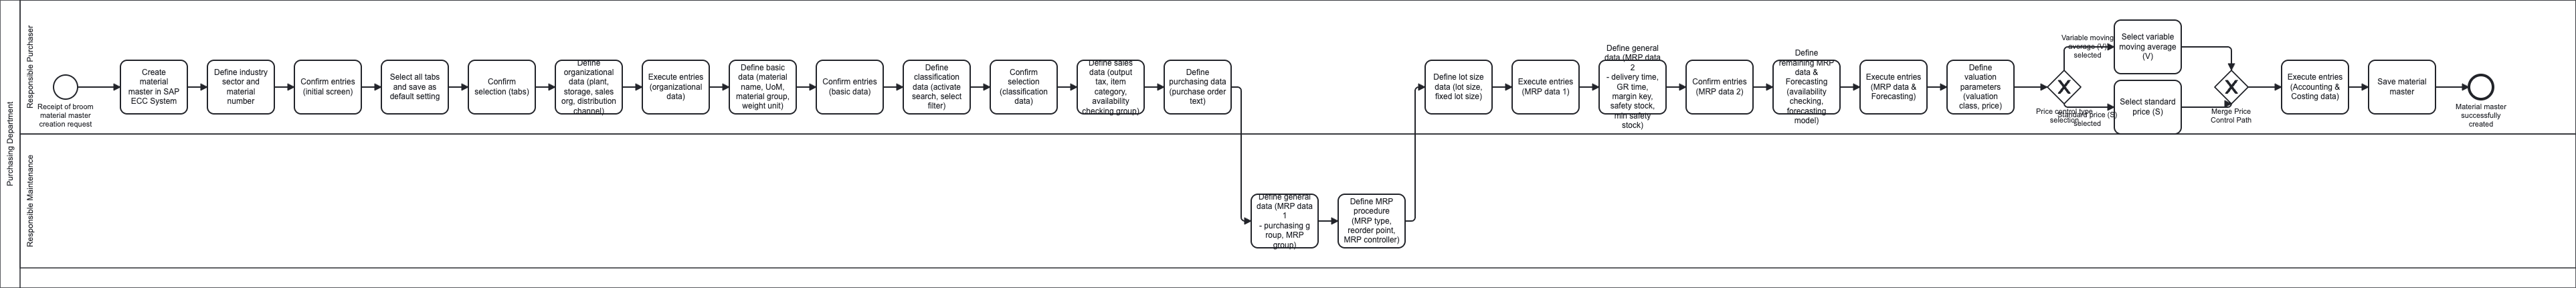 Purchasing Department
Responsible Purchaser
Responsible Maintenance
Receipt of broom
material master
creation request
Create
material
master in SAP
ECC System
Define industry
sector and
material
number
Confirm entries
(initial screen)
Select all tabs
and save as
default setting
Confirm
selection (tabs)
Define
organizational
data (plant,
storage, sales
org, distribution
channel)
Execute entries
(organizational
data)
Define basic
data (material
name, UoM,
material group,
weight unit)
Confirm entries
(basic data)
Define
classification
data (activate
search, select
filter)
Confirm
selection
(classification
data)
Define sales
data (output
tax, item
category,
availability
checking group)
Define
purchasing data
(purchase order
text)
Define general
data (MRP data
1
- purchasing g
roup, MRP
group)
Define MRP
procedure
(MRP type,
reorder point,
MRP controller)
Define lot size
data (lot size,
fixed lot size)
Execute entries
(MRP data 1)
Define general
data (MRP data
2
- delivery time,
GR time,
margin key,
safety stock,
min safety
stock)
Confirm entries
(MRP data 2)
Define
remaining MRP
data &
Forecasting
(availability
checking,
forecasting
model)
Execute entries
(MRP data &
Forecasting)
Define
valuation
parameters
(valuation
class, price)
Price control type
selection
Variable moving
average (V)
selected
Standard price (S)
selected
Select variable
moving average
(V)
Select standard
price (S)
Merge Price
Control Path
Execute entries
(Accounting &
Costing data)
Save material
master
Material master
successfully
created